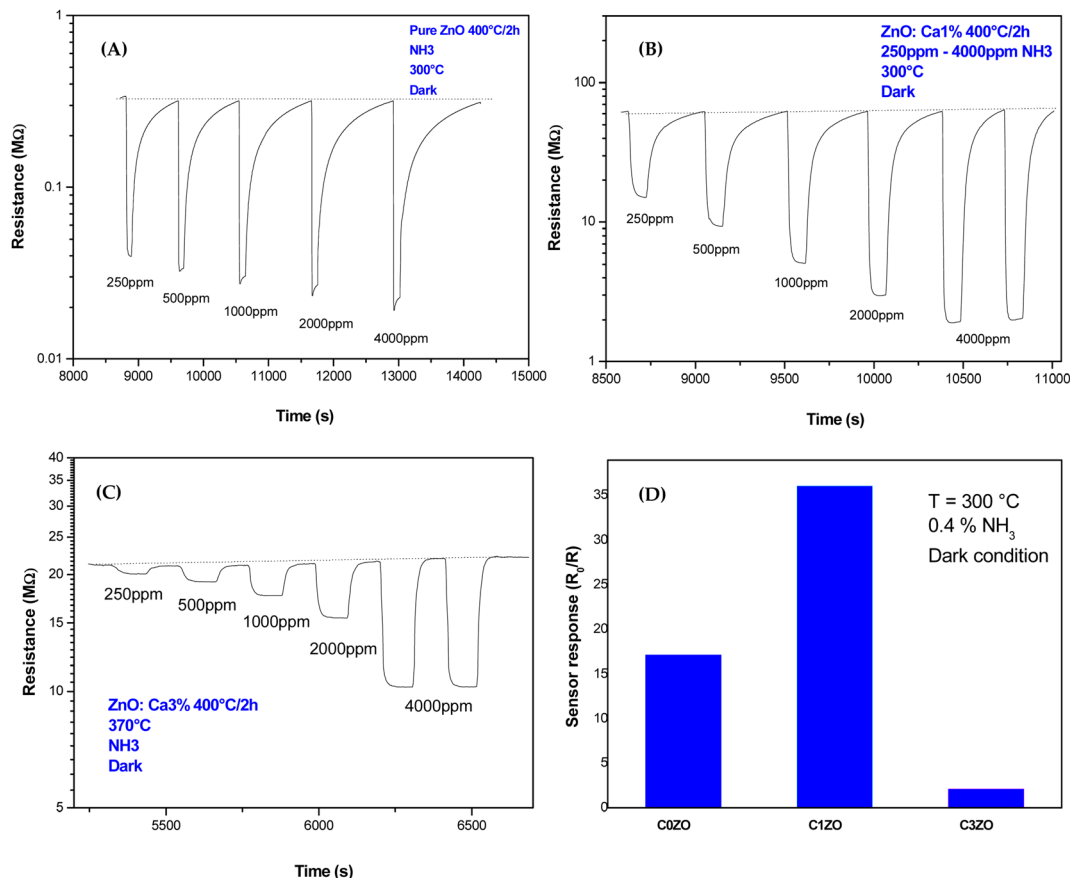 (A)
Pure ZnO 400°C/2h
NH3
300°C
Dark
1
0.1
0.01
Resistance (MΩ)
250ppm
500ppm
1000ppm
2000ppm
4000ppm
8000 9000 10000 11000 12000 13000 14000 15000
Time (s)
(B)
ZnO: Ca1% 400°C/2h
250ppm - 4000ppm NH3
300°C
Dark
100
10
1
Resistance (MΩ)
250ppm
500ppm
1000ppm
2000ppm
4000ppm
8500 9000 9500 10000 10500 11000
Time (s)
(C)
40
35
30
25
20
15
10
5
Resistance (MΩ)
250ppm
500ppm
1000ppm
2000ppm
4000ppm
ZnO: Ca3% 400°C/2h
370°C
NH3
Dark
5500 6000 6500
Time (s)
(D)
T = 300 °C
0.4 % NH3
Dark condition
35
30
25
20
15
10
5
0
Sensor response (R0/R)
C0ZO C1ZO C3ZO